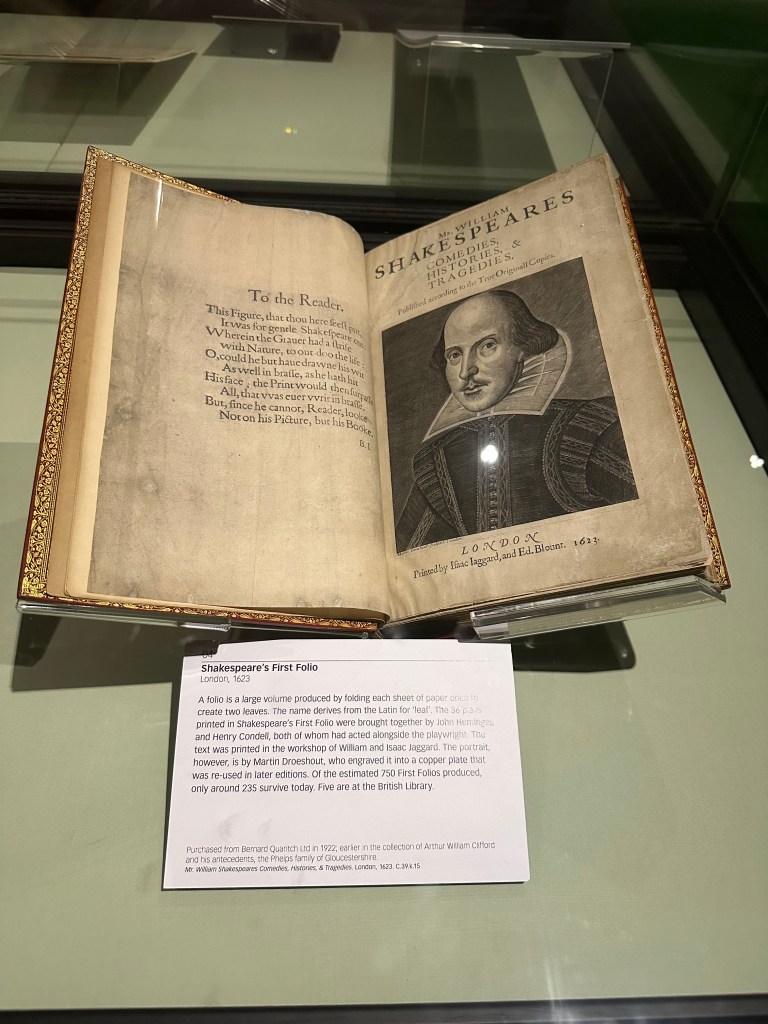 To the Reader.
This Figure, that thou here seest put,
It was for gentle Shakespeare
Wherein the Grauer had a strife
with Nature, to out-doo the life:
O, could he but haue drawne his wit
As well in brasse, as he hath hit
His face; the Print would then surpasse
All, that vvas euer vvrit in brasse.
But, since he cannot, Reader, looke
Not on his Picture, but his Booke.
B. I.
Mr. WILLIAM
SHAKESPEARES
COMEDIES,
HISTORIES, &
TRAGEDIES.
Published according to the True Originall Copies.
LONDON
Printed by Isaac Iaggard, and Ed. Blount. 1623.
Shakespeare's First Folio
London, 1623
A folio is a large volume produced by folding each sheet of paper once to
create two leaves. The name derives from the Latin for 'leaf'. The 36 plays
printed in Shakespeare's First Folio were brought together by John Heminges
and Henry Condell, both of whom had acted alongside the playwright. The
text was printed in the workshop of William and Isaac Jaggard. The portrait,
however, is by Martin Droeshout, who engraved it into a copper plate that
was re-used in later editions. Of the estimated 750 First Folios produced,
only around 235 survive today. Five are at the British Library.
Purchased from Bernard Quaritch Ltd in 1922; earlier in the collection of Arthur William Clifford
and his antecedents, the Phelps family of Gloucestershire.
Mr. William Shakespeares Comedies, Histories, & Tragedies. London, 1623. C.39.k.15